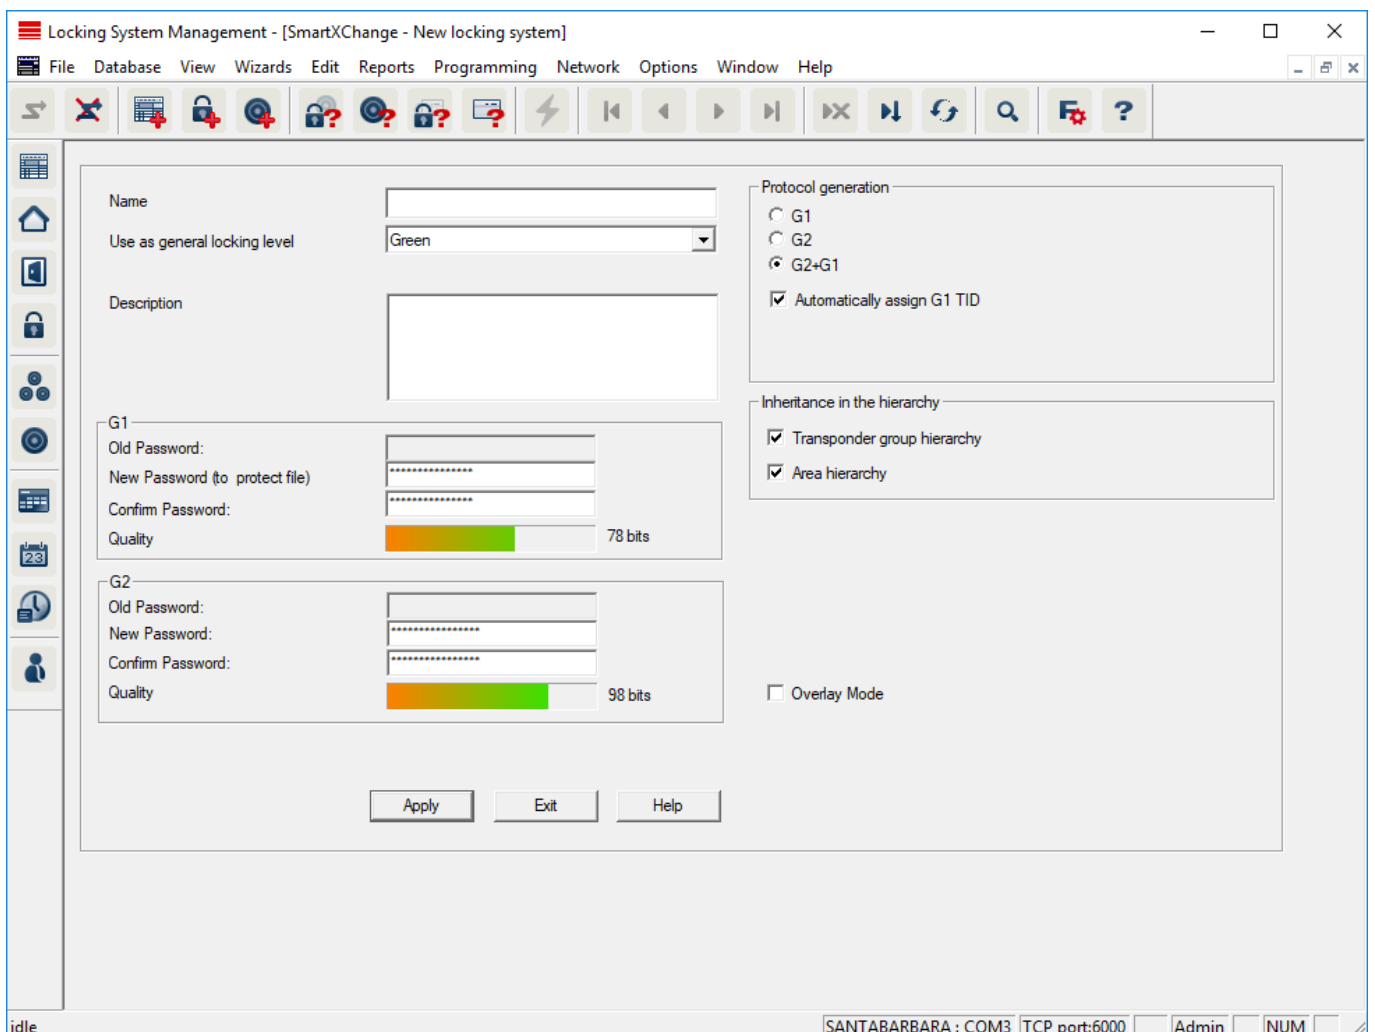 Locking System Management - [SmartXChange - New locking system]
File Database View Wizards Edit Reports Programming Network Options Window Help
Name
Use as general locking level
Green
Description
G1
Old Password:
New Password (to protect file)
***************
Confirm Password:
***************
Quality
78 bits
G2
Old Password:
New Password:
****************
Confirm Password:
****************
Quality
98 bits
Protocol generation
G1
G2
G2+G1
Automatically assign G1 TID
Inheritance in the hierarchy
Transponder group hierarchy
Area hierarchy
Overlay Mode
Apply Exit Help
23
idle
SANTABARBARA : COM3 TCP port:6000 Admin NUM